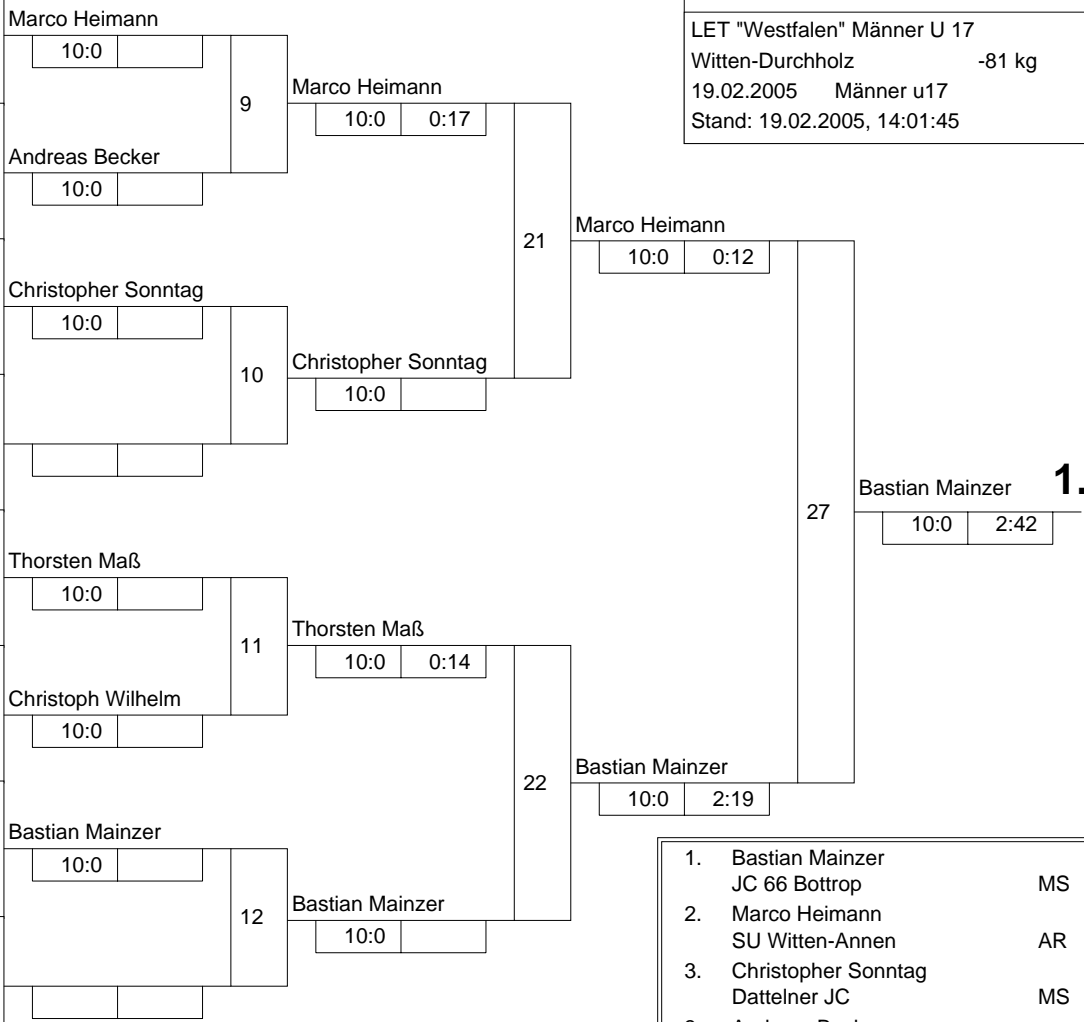 Marco Heimann
10:0
9
Andreas Becker
10:0
Marco Heimann
10:0 0:17
LET "Westfalen" Männer U 17
Witten-Durchholz -81 kg
19.02.2005 Männer u17
Stand: 19.02.2005, 14:01:45
21
Christopher Sonntag
10:0
10
Christopher Sonntag
10:0
Marco Heimann
10:0 0:12
27
Bastian Mainzer 1.
10:0 2:42
Thorsten Maß
10:0
11
Christoph Wilhelm
10:0
Thorsten Maß
10:0 0:14
22
Bastian Mainzer
10:0 2:19
Bastian Mainzer
10:0
12
Bastian Mainzer
10:0
1. Bastian Mainzer
JC 66 Bottrop MS
2. Marco Heimann
SU Witten-Annen AR
3. Christopher Sonntag
Dattelner JC MS